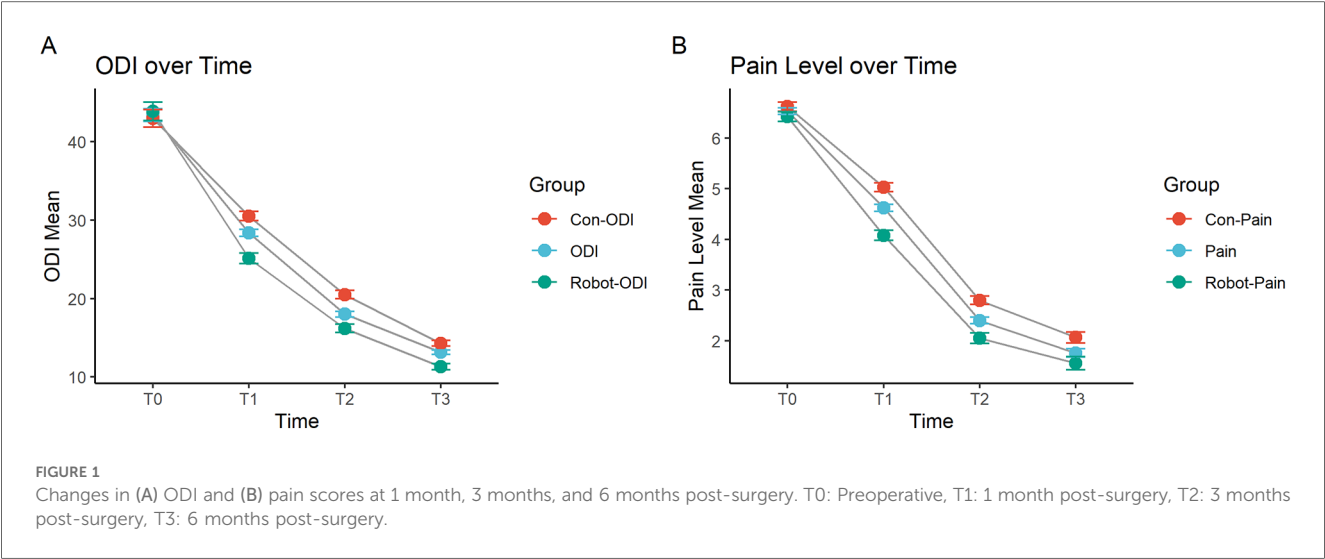 A
ODI over Time
ODI Mean
40
30
20
10
T0 T1 T2 T3
Time
Group
Con-ODI
ODI
Robot-ODI
B
Pain Level over Time
Pain Level Mean
6
5
4
3
2
T0 T1 T2 T3
Time
Group
Con-Pain
Pain
Robot-Pain
FIGURE 1
Changes in (A) ODI and (B) pain scores at 1 month, 3 months, and 6 months post-surgery. T0: Preoperative, T1: 1 month post-surgery, T2: 3 months
post-surgery, T3: 6 months post-surgery.